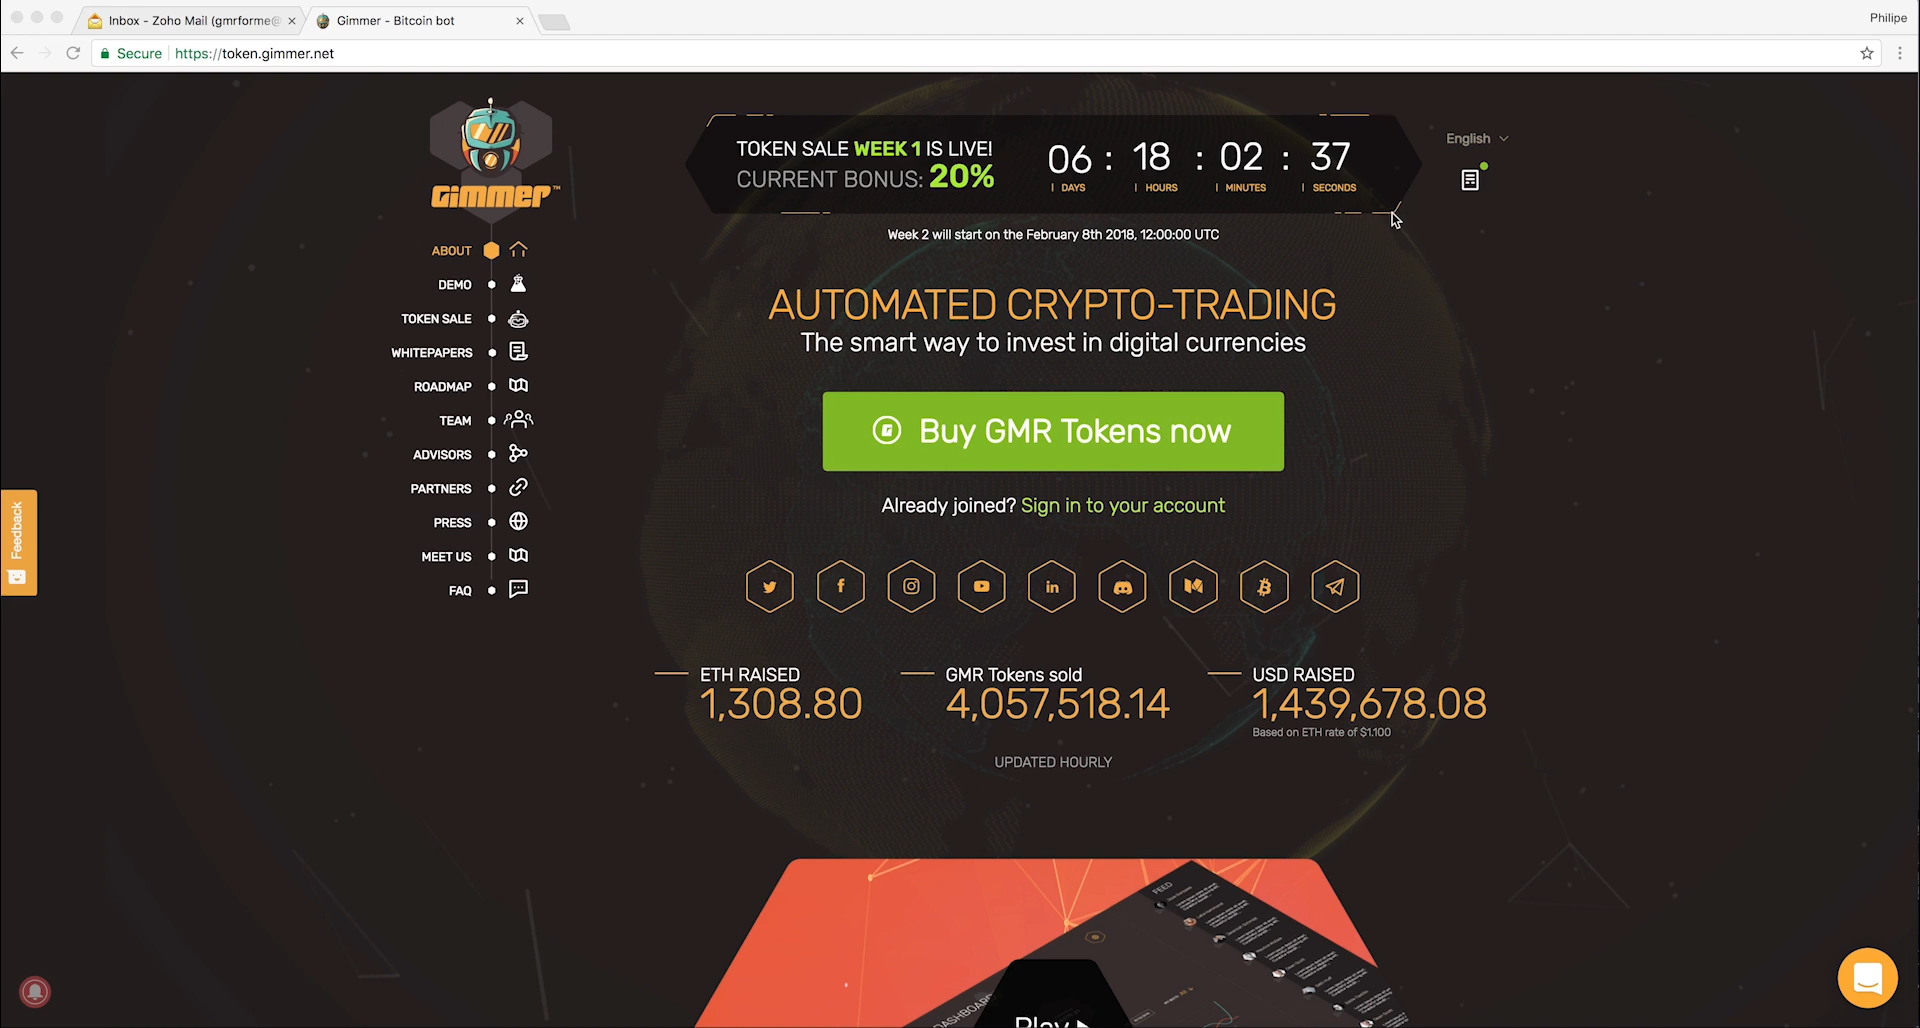 Inbox - Zoho Mail (gmrforme@
Gimmer - Bitcoin bot
Philipe
Secure
https://token.gimmer.net
Gimmer™
TOKEN SALE WEEK 1 IS LIVE!
CURRENT BONUS: 20%
06 : 18 : 02 : 37
DAYS HOURS MINUTES SECONDS
English
Week 2 will start on the February 8th 2018, 12:00:00 UTC
ABOUT
DEMO
TOKEN SALE
WHITEPAPERS
ROADMAP
TEAM
ADVISORS
PARTNERS
PRESS
MEET US
FAQ
AUTOMATED CRYPTO-TRADING
The smart way to invest in digital currencies
Buy GMR Tokens now
Already joined? Sign in to your account
Feedback
ETH RAISED
1,308.80
GMR Tokens sold
4,057,518.14
USD RAISED
1,439,678.08
Based on ETH rate of $1.100
UPDATED HOURLY
FEED
DASHBOARD
Play